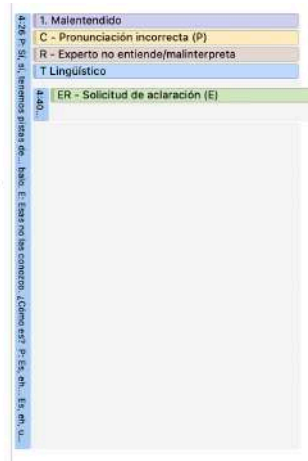 1. Malentendido
C - Pronunciación incorrecta (P)
R - Experto no entiende/malinterpreta
T Lingüístico
ER - Solicitud de aclaración (E)
4:26 P: Sí, sí, tenemos pistas de... balo. E: Esas no las conozco. ¿Cómo es? P: Es, eh... Es, eh, u...
4:40...